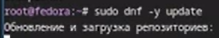 root@fedora:~# sudo dnf -y update
Обновление и загрузка репозиториев: